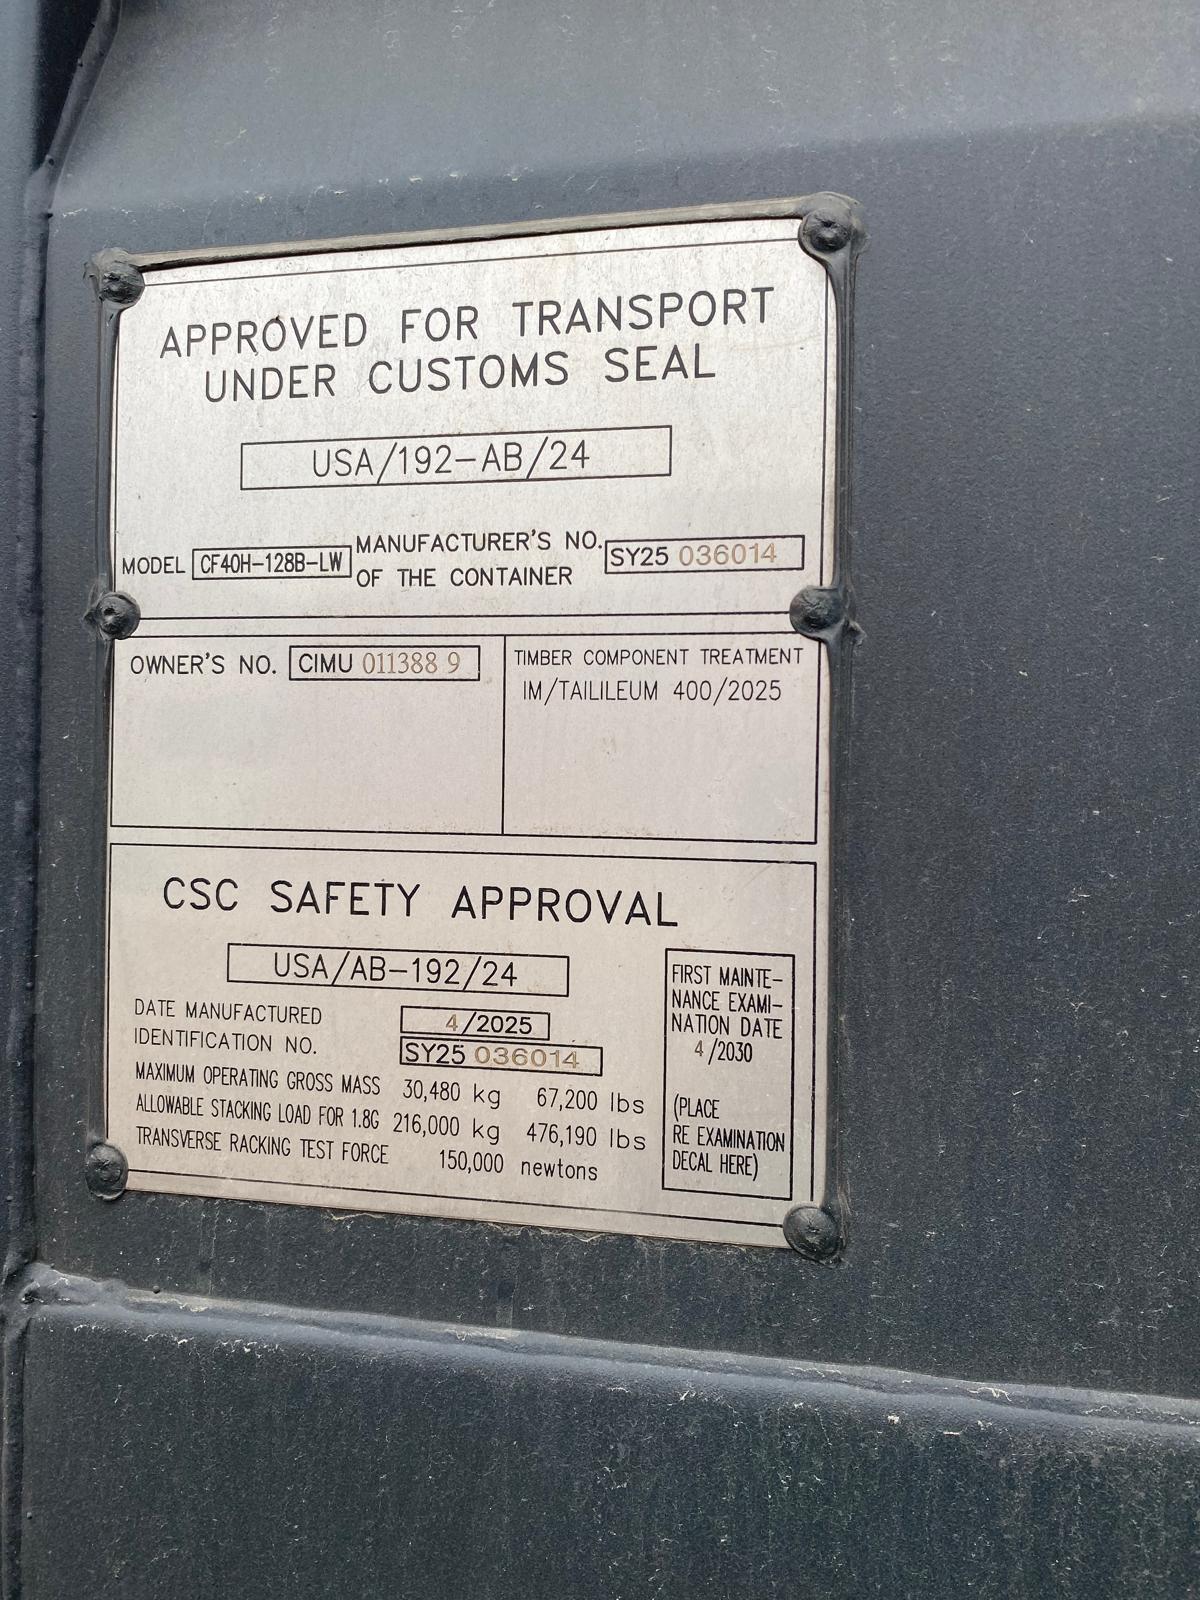 APPROVED FOR TRANSPORT
UNDER CUSTOMS SEAL
USA/192-AB/24
MODEL CF40H-128B-LW MANUFACTURER'S NO. OF THE CONTAINER SY25 036014
OWNER'S NO. CIMU 011388 9
TIMBER COMPONENT TREATMENT
IM/TAILILEUM 400/2025
CSC SAFETY APPROVAL
USA/AB-192/24
DATE MANUFACTURED 4/2025
IDENTIFICATION NO. SY25 036014
MAXIMUM OPERATING GROSS MASS 30,480 kg 67,200 lbs
ALLOWABLE STACKING LOAD FOR 1.8G 216,000 kg 476,190 lbs
TRANSVERSE RACKING TEST FORCE 150,000 newtons
FIRST MAINTE-
NANCE EXAMI-
NATION DATE
4/2030
(PLACE
RE EXAMINATION
DECAL HERE)